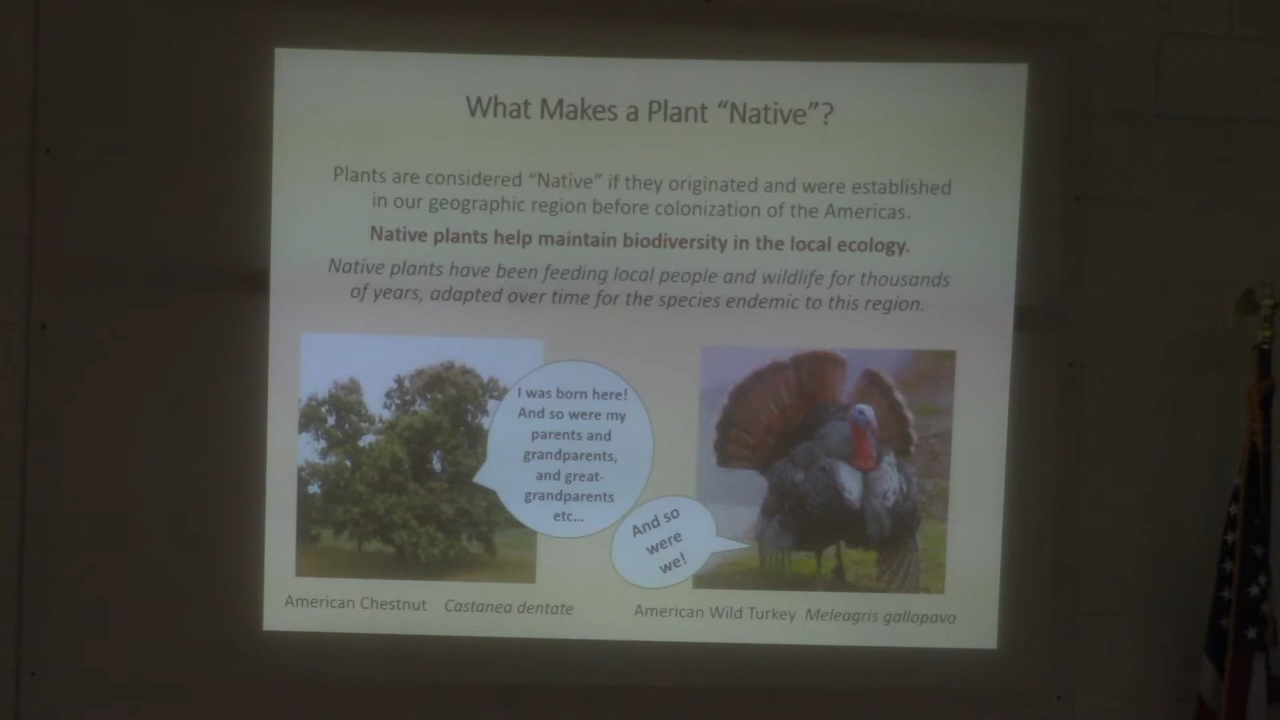 What Makes a Plant “Native”?
Plants are considered “Native” if they originated and were established
in our geographic region before colonization of the Americas.
Native plants help maintain biodiversity in the local ecology.
Native plants have been feeding local people and wildlife for thousands
of years, adapted over time for the species endemic to this region.
I was born here!
And so were my
parents and
grandparents,
and great-
grandparents
etc...
And so
were
we!
American Chestnut Castanea dentate
American Wild Turkey Meleagris gallopavo